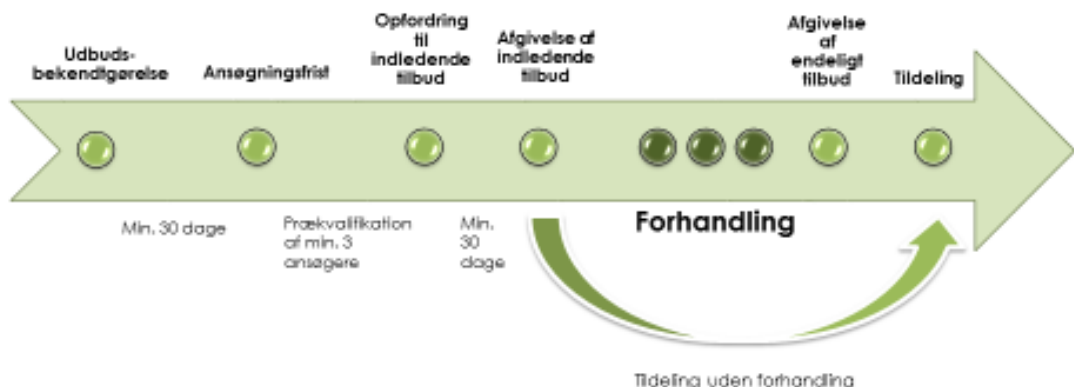 Udbuds-
bekendtgørelse
Ansøgningsfrist
Opfordring
til
indledende
tilbud
Afgivelse af
indledende
tilbud
Afgivelse
af
endeligt
tilbud
Tildeling
Min. 30 dage
Prækvalifikation
af min. 3
ansøgere
Min.
30
dage
Forhandling
Tildeling uden forhandling